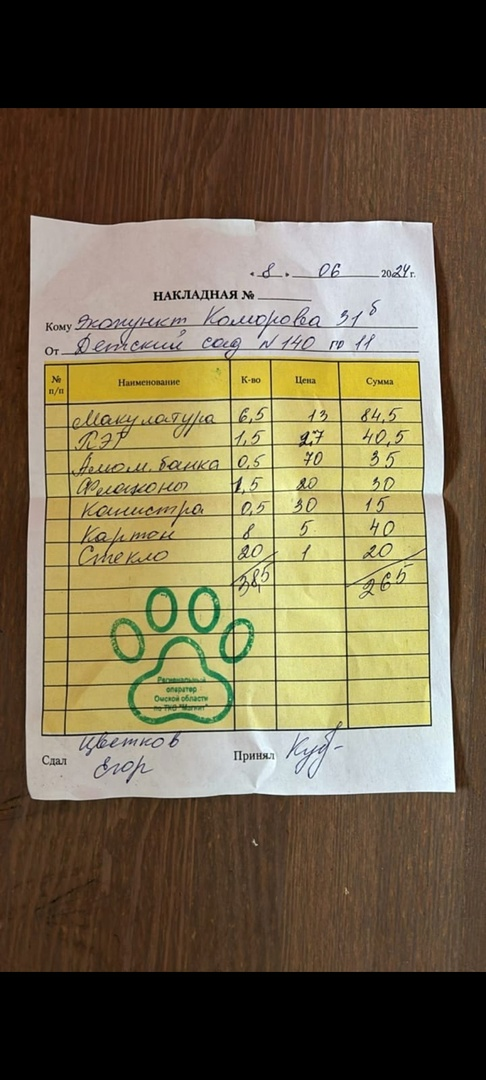 « 8 » 06 2024 г.
НАКЛАДНАЯ №
Кому Экопункт Комарова 31б
От Детский сад N 140 гр 11
№ п/п Наименование К-во Цена Сумма
Макулатура 6,5 13 84,5
ПЭТ 1,5 27 40,5
Алюм. банка 0,5 70 35
Флаконы 1,5 20 30
Канистра 0,5 30 15
Картон 8 5 40
Стекло 20 1 20
38,5 265
Региональный
оператор
Омской области
по ТКО "Магнит"
Сдал Цветков
Егор
Принял